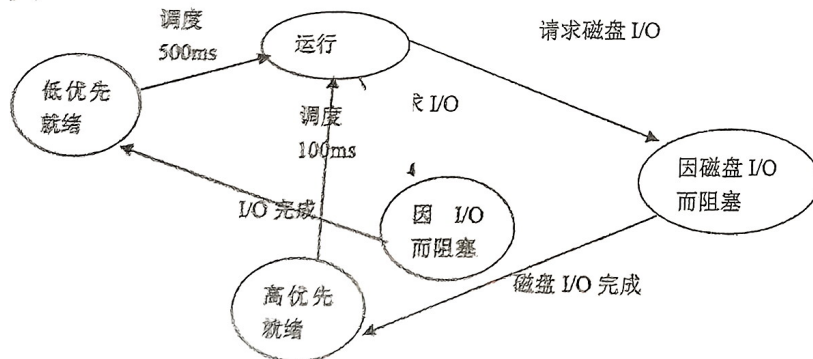 调度
500ms
运行
请求磁盘 I/O
低优先
就绪
调度
100ms
求 I/O
因磁盘 I/O
而阻塞
I/O 完成
因 I/O
而阻塞
高优先
就绪
磁盘 I/O 完成